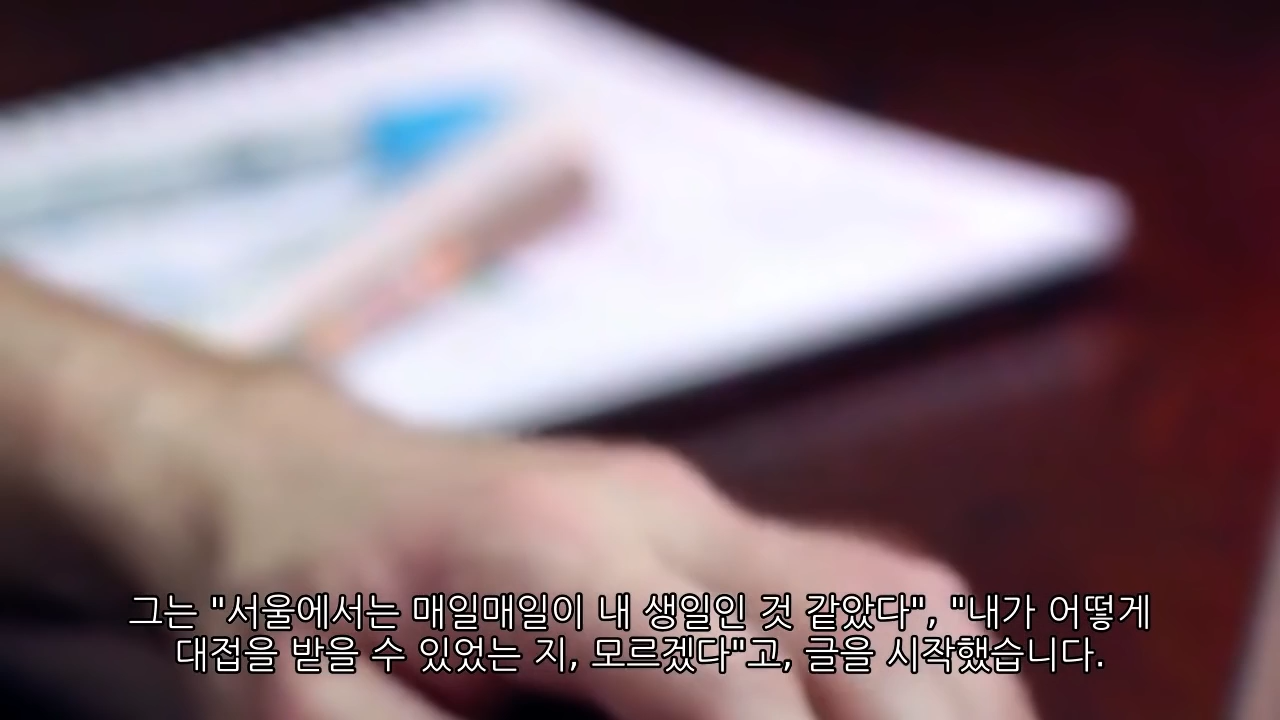 그는 "서울에서는 매일매일이 내 생일인 것 같았다", "내가 어떻게
대접을 받을 수 있었는 지, 모르겠다"고, 글을 시작했습니다.